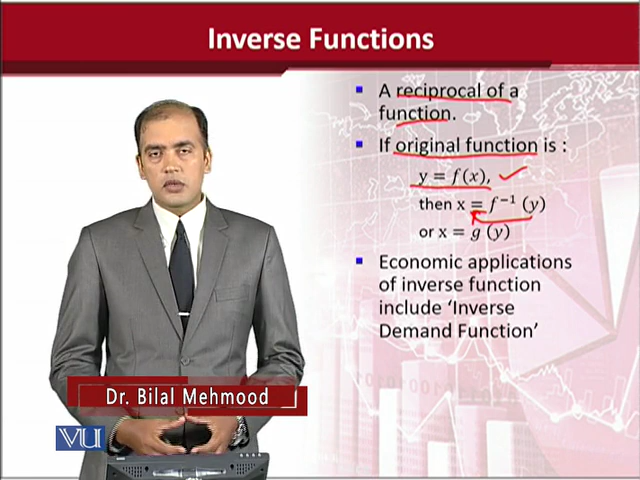 Inverse Functions
▪ A reciprocal of a
function.
▪ If original function is :
y = f(x),
then x = f⁻¹ (y)
or x = g (y)
▪ Economic applications
of inverse function
include ‘Inverse
Demand Function’
Dr. Bilal Mehmood
VU